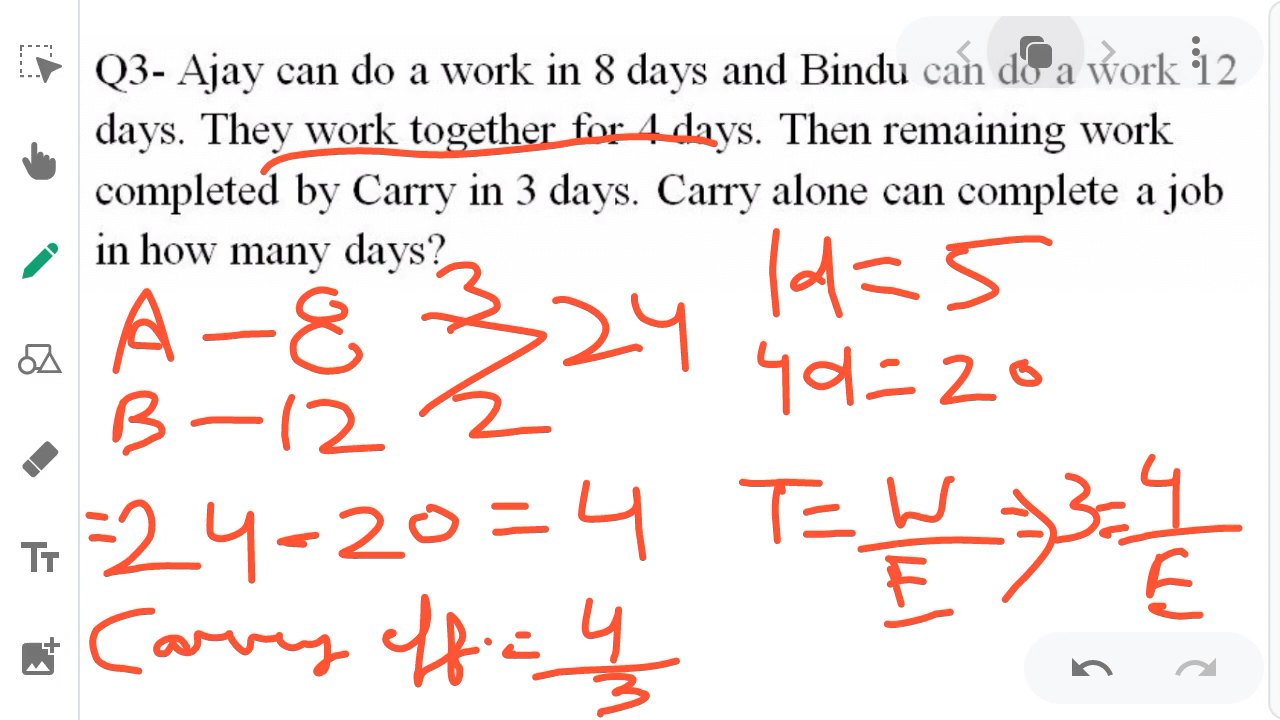 Q3- Ajay can do a work in 8 days and Bindu can do a work 12
days. They work together for 4 days. Then remaining work
completed by Carry in 3 days. Carry alone can complete a job
in how many days?
A - 8 3 24
B - 12 2
1d = 5
4d = 20
= 24 - 20 = 4
T = W/E => 3 = 4/E
Carry eff. = 4/3
TT